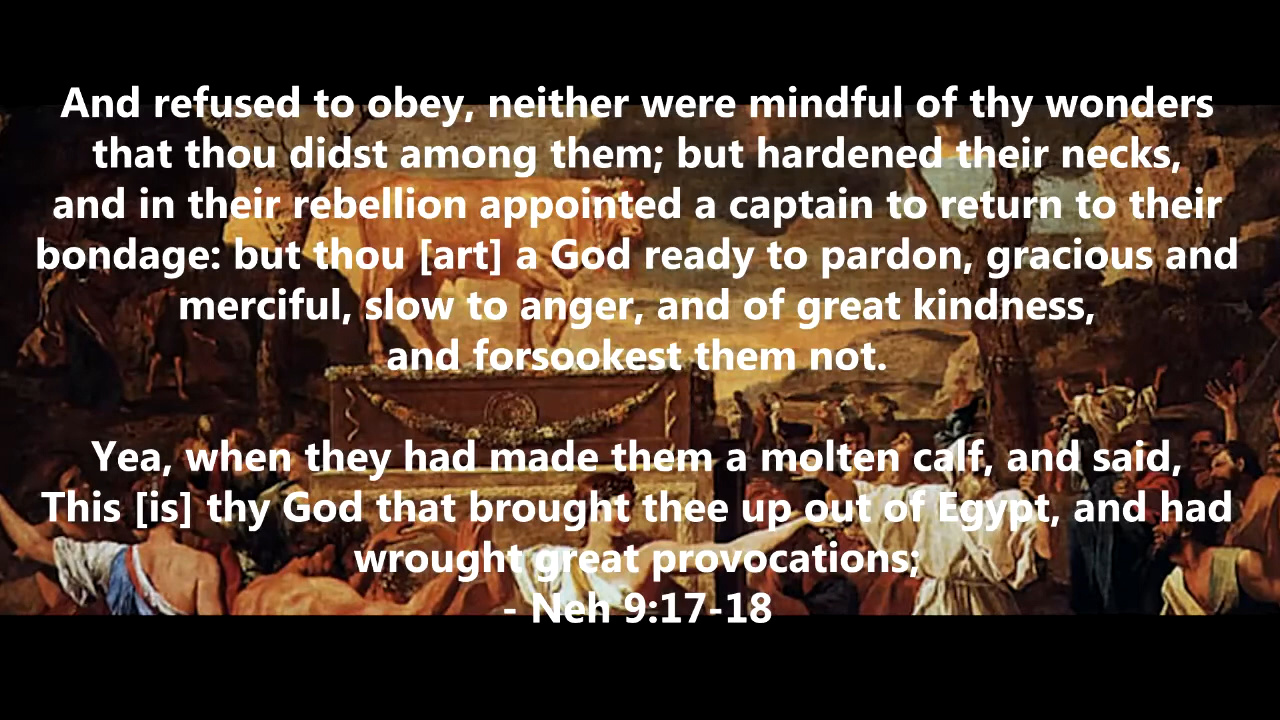 And refused to obey, neither were mindful of thy wonders
that thou didst among them; but hardened their necks,
and in their rebellion appointed a captain to return to their
bondage: but thou [art] a God ready to pardon, gracious and
merciful, slow to anger, and of great kindness,
and forsookest them not.
Yea, when they had made them a molten calf, and said,
This [is] thy God that brought thee up out of Egypt, and had
wrought great provocations;
- Neh 9:17-18